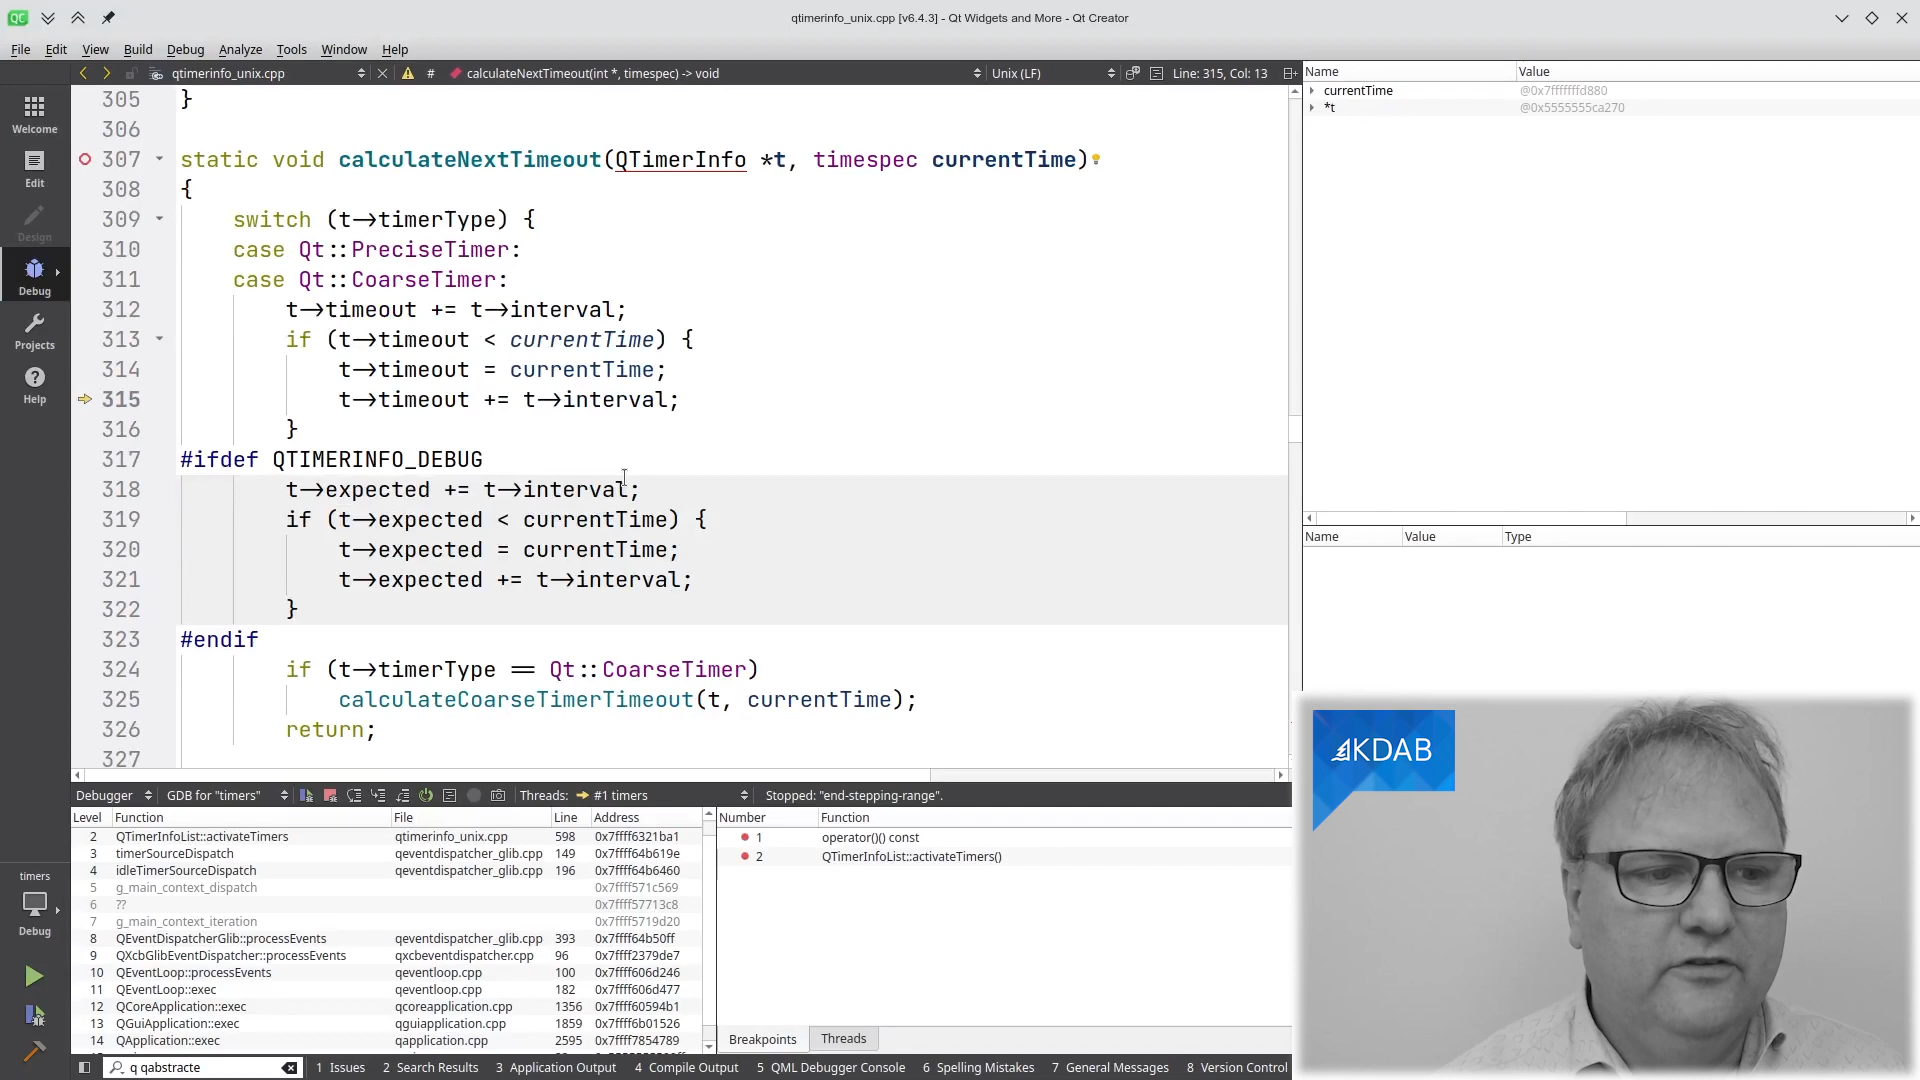 qtimerinfo_unix.cpp [v6.4.3] - Qt Widgets and More - Qt Creator
File Edit View Build Debug Analyze Tools Window Help
qtimerinfo_unix.cpp # calculateNextTimeout(int *, timespec) -> void Unix (LF) Line: 315, Col: 13
Welcome
Edit
Design
Debug
Projects
Help
timers
Debug
305 }
306
307 static void calculateNextTimeout(QTimerInfo *t, timespec currentTime)
308 {
309 switch (t->timerType) {
310 case Qt::PreciseTimer:
311 case Qt::CoarseTimer:
312 t->timeout += t->interval;
313 if (t->timeout < currentTime) {
314 t->timeout = currentTime;
315 t->timeout += t->interval;
316 }
317 #ifdef QTIMERINFO_DEBUG
318 t->expected += t->interval;
319 if (t->expected < currentTime) {
320 t->expected = currentTime;
321 t->expected += t->interval;
322 }
323 #endif
324 if (t->timerType == Qt::CoarseTimer)
325 calculateCoarseTimerTimeout(t, currentTime);
326 return;
327
Name Value
currentTime @0x7fffffffd880
*t @0x5555555ca270
Name Value Type
KDAB
Debugger GDB for "timers" Threads: #1 timers Stopped: "end-stepping-range".
Level Function File Line Address
2 QTimerInfoList::activateTimers qtimerinfo_unix.cpp 598 0x7ffff6321ba1
3 timerSourceDispatch qeventdispatcher_glib.cpp 149 0x7ffff64b619e
4 idleTimerSourceDispatch qeventdispatcher_glib.cpp 196 0x7ffff64b6460
5 g_main_context_dispatch 0x7ffff571c569
6 ?? 0x7ffff57713c8
7 g_main_context_iteration 0x7ffff5719d20
8 QEventDispatcherGlib::processEvents qeventdispatcher_glib.cpp 393 0x7ffff64b50ff
9 QXcbGlibEventDispatcher::processEvents qxcbeventdispatcher.cpp 96 0x7ffff2379de7
10 QEventLoop::processEvents qeventloop.cpp 100 0x7ffff606d246
11 QEventLoop::exec qeventloop.cpp 182 0x7ffff606d477
12 QCoreApplication::exec qcoreapplication.cpp 1356 0x7ffff60594b1
13 QGuiApplication::exec qguiapplication.cpp 1859 0x7ffff6b01526
14 QApplication::exec qapplication.cpp 2595 0x7ffff7854789
Number Function
1 operator()() const
2 QTimerInfoList::activateTimers()
Breakpoints Threads
q qabstracte 1 Issues 2 Search Results 3 Application Output 4 Compile Output 5 QML Debugger Console 6 Spelling Mistakes 7 General Messages 8 Version Control